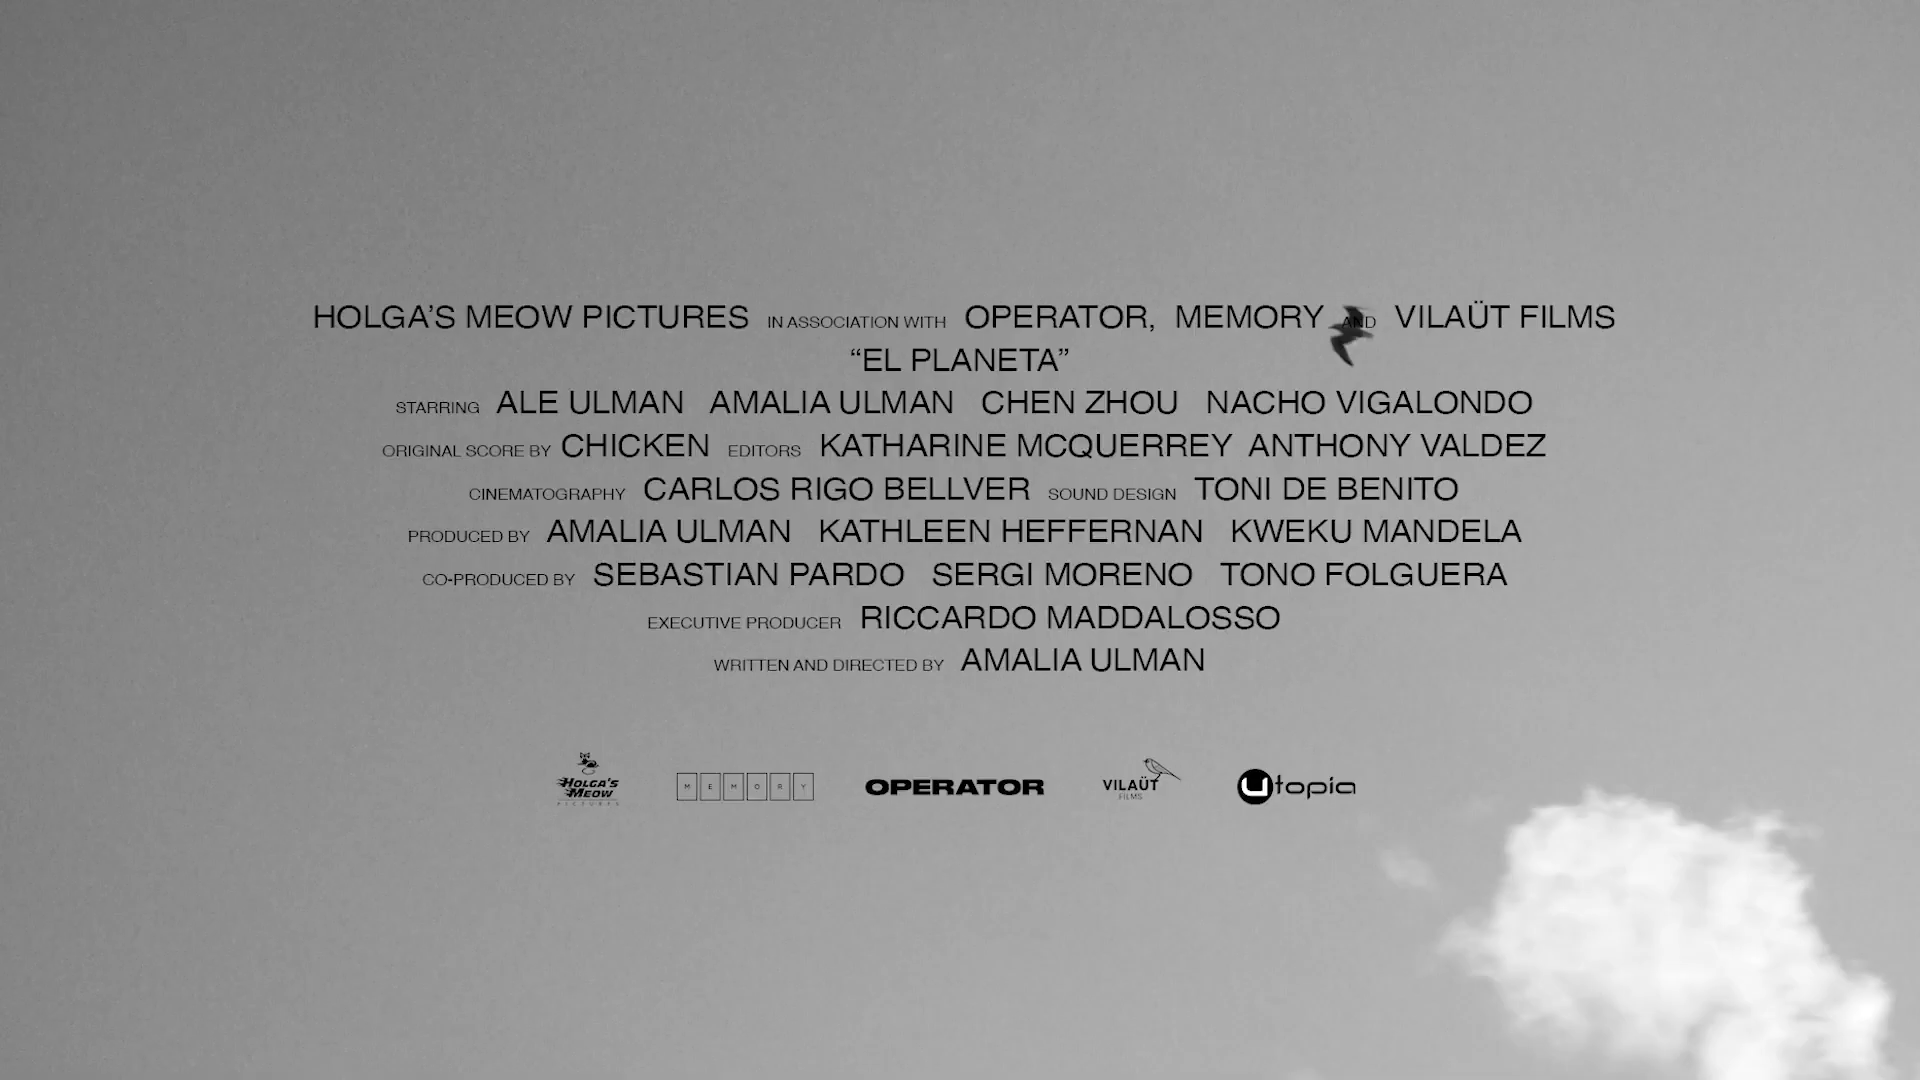 HOLGA'S MEOW PICTURES IN ASSOCIATION WITH OPERATOR, MEMORY AND VILAÜT FILMS
“EL PLANETA”
STARRING ALE ULMAN AMALIA ULMAN CHEN ZHOU NACHO VIGALONDO
ORIGINAL SCORE BY CHICKEN EDITORS KATHARINE MCQUERREY ANTHONY VALDEZ
CINEMATOGRAPHY CARLOS RIGO BELLVER SOUND DESIGN TONI DE BENITO
PRODUCED BY AMALIA ULMAN KATHLEEN HEFFERNAN KWEKU MANDELA
CO-PRODUCED BY SEBASTIAN PARDO SERGI MORENO TONO FOLGUERA
EXECUTIVE PRODUCER RICCARDO MADDALOSSO
WRITTEN AND DIRECTED BY AMALIA ULMAN
HOLGA'S
MEOW
PICTURES
MEMORY
OPERATOR
VILAÜT
FILMS
utopia